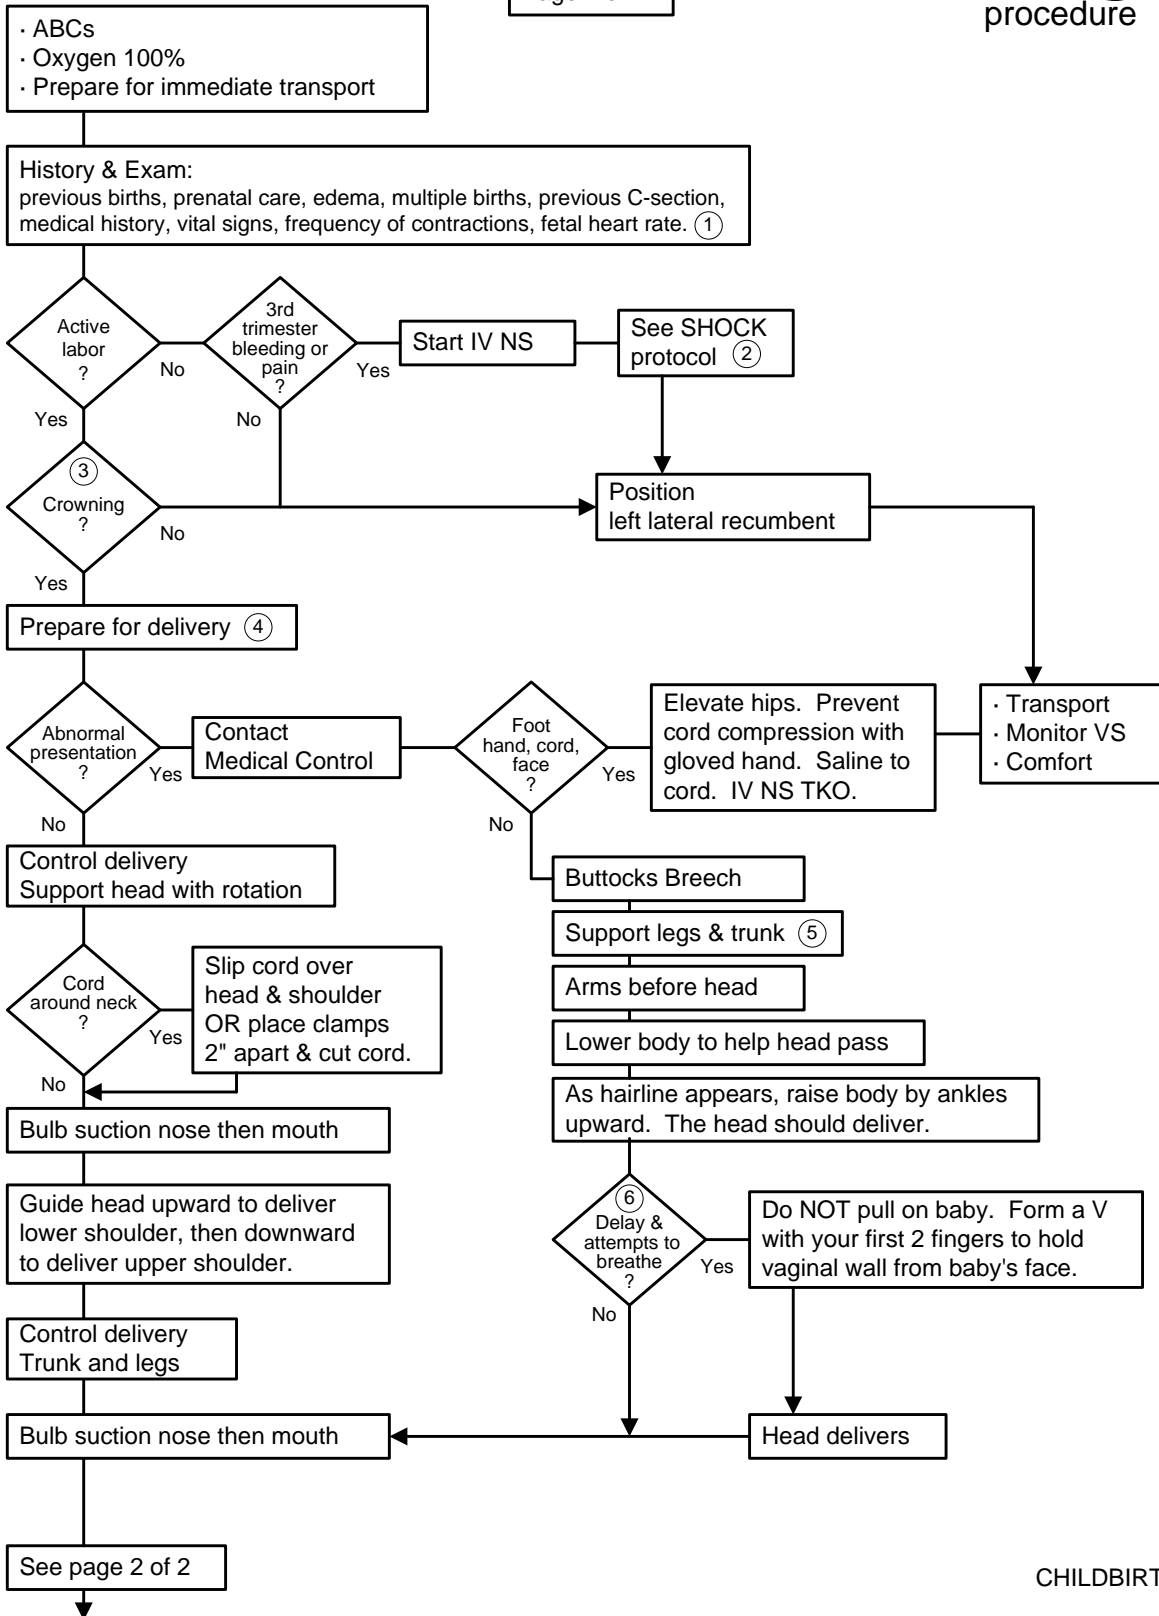 procedure
· ABCs
· Oxygen 100%
· Prepare for immediate transport
History & Exam:
previous births, prenatal care, edema, multiple births, previous C-section,
medical history, vital signs, frequency of contractions, fetal heart rate. 1
Active
labor
?
No
Yes
3rd
trimester
bleeding or
pain
?
Yes
No
Start IV NS
See SHOCK
protocol 2
3
Crowning
?
No
Yes
Position
left lateral recumbent
Prepare for delivery 4
Abnormal
presentation
?
Yes
No
Contact
Medical Control
Foot
hand, cord,
face
?
Yes
No
Elevate hips. Prevent
cord compression with
gloved hand. Saline to
cord. IV NS TKO.
· Transport
· Monitor VS
· Comfort
Control delivery
Support head with rotation
Cord
around neck
?
Yes
No
Slip cord over
head & shoulder
OR place clamps
2" apart & cut cord.
Bulb suction nose then mouth
Guide head upward to deliver
lower shoulder, then downward
to deliver upper shoulder.
Control delivery
Trunk and legs
Bulb suction nose then mouth
Buttocks Breech
Support legs & trunk 5
Arms before head
Lower body to help head pass
As hairline appears, raise body by ankles
upward. The head should deliver.
6
Delay &
attempts to
breathe
?
Yes
No
Do NOT pull on baby. Form a V
with your first 2 fingers to hold
vaginal wall from baby's face.
Head delivers
See page 2 of 2
CHILDBIRT